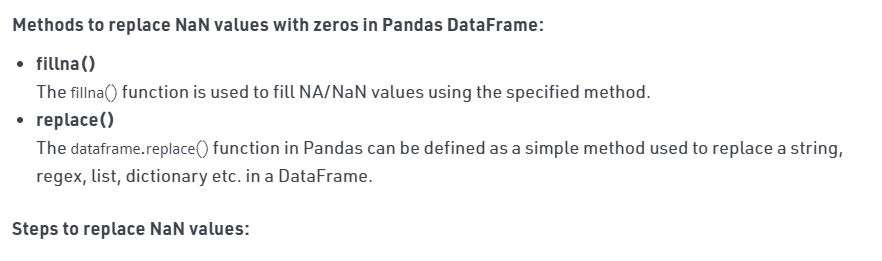 Methods to replace NaN values with zeros in Pandas DataFrame:
• fillna()
The fillna() function is used to fill NA/NaN values using the specified method.
• replace()
The dataframe.replace() function in Pandas can be defined as a simple method used to replace a string,
regex, list, dictionary etc. in a DataFrame.
Steps to replace NaN values: